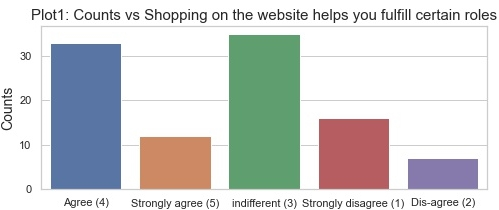 Plot1: Counts vs Shopping on the website helps you fulfill certain roles
Counts
30
20
10
0
Agree (4) Strongly agree (5) indifferent (3) Strongly disagree (1) Dis-agree (2)